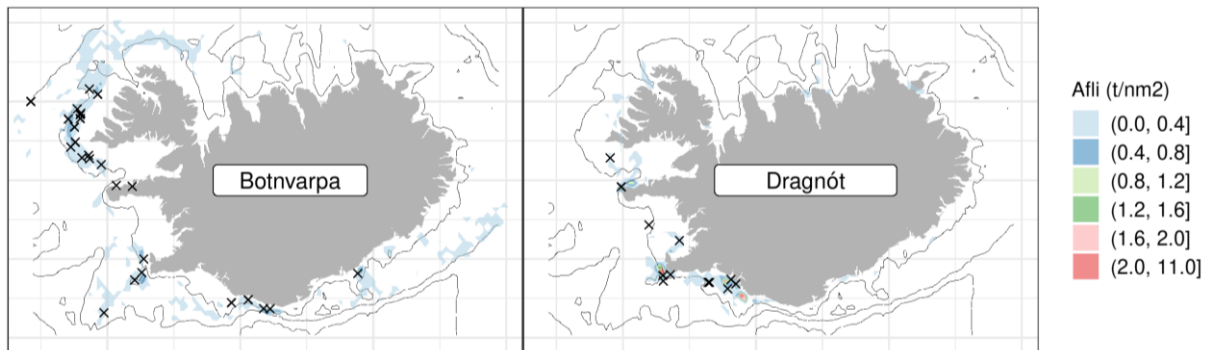 Botnvarpa
Dragnót
Afli (t/nm2)
(0.0, 0.4]
(0.4, 0.8]
(0.8, 1.2]
(1.2, 1.6]
(1.6, 2.0]
(2.0, 11.0]